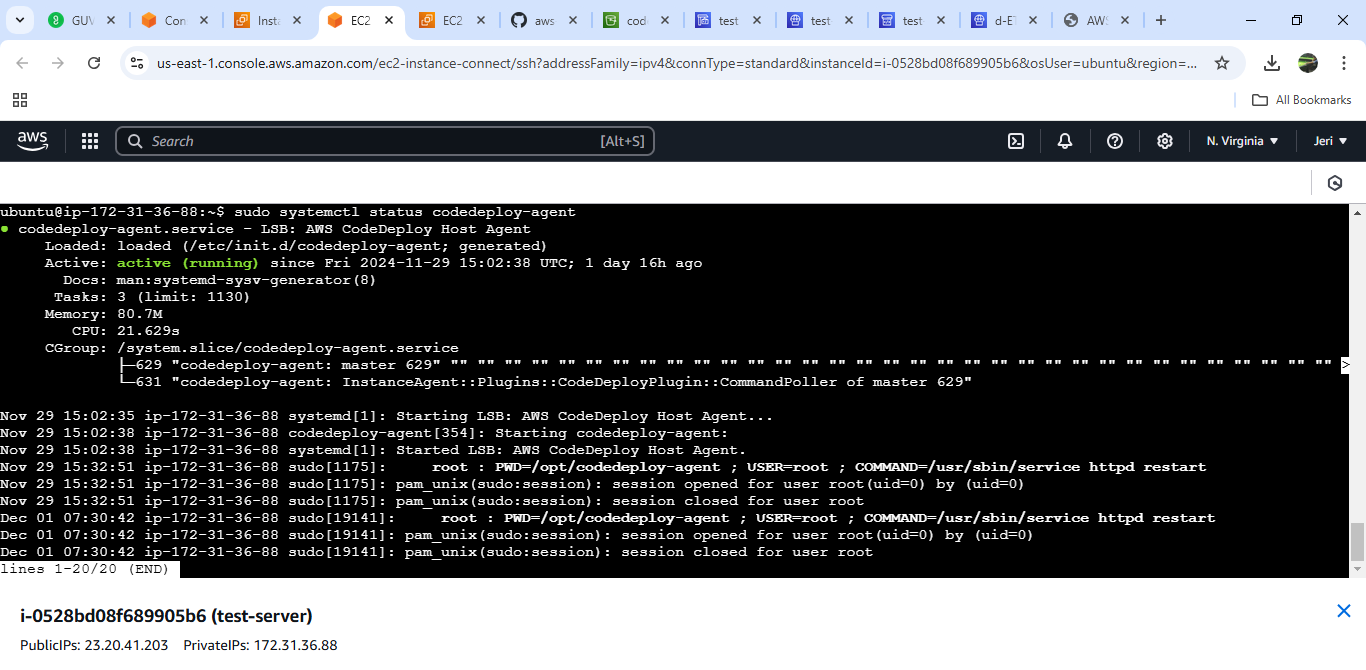 GUV
Con
Insta
EC2
EC2
aws
cod
test
test
test
d-ET
AWS
us-east-1.console.aws.amazon.com/ec2-instance-connect/ssh?addressFamily=ipv4&connType=standard&instanceId=i-0528bd08f689905b6&osUser=ubuntu&region=...
All Bookmarks
aws
Search
[Alt+S]
N. Virginia
Jeri
ubuntu@ip-172-31-36-88:~$ sudo systemctl status codedeploy-agent
● codedeploy-agent.service - LSB: AWS CodeDeploy Host Agent
Loaded: loaded (/etc/init.d/codedeploy-agent; generated)
Active: active (running) since Fri 2024-11-29 15:02:38 UTC; 1 day 16h ago
Docs: man:systemd-sysv-generator(8)
Tasks: 3 (limit: 1130)
Memory: 80.7M
CPU: 21.629s
CGroup: /system.slice/codedeploy-agent.service
├─629 "codedeploy-agent: master 629" "" "" "" "" "" "" "" "" "" "" "" "" "" "" "" "" "" "" "" "" "" "" "" "" "" "" "" "" "" "" "" "" "" >
└─631 "codedeploy-agent: InstanceAgent::Plugins::CodeDeployPlugin::CommandPoller of master 629"
Nov 29 15:02:35 ip-172-31-36-88 systemd[1]: Starting LSB: AWS CodeDeploy Host Agent...
Nov 29 15:02:38 ip-172-31-36-88 codedeploy-agent[354]: Starting codedeploy-agent:
Nov 29 15:02:38 ip-172-31-36-88 systemd[1]: Started LSB: AWS CodeDeploy Host Agent.
Nov 29 15:32:51 ip-172-31-36-88 sudo[1175]:     root : PWD=/opt/codedeploy-agent ; USER=root ; COMMAND=/usr/sbin/service httpd restart
Nov 29 15:32:51 ip-172-31-36-88 sudo[1175]: pam_unix(sudo:session): session opened for user root(uid=0) by (uid=0)
Nov 29 15:32:51 ip-172-31-36-88 sudo[1175]: pam_unix(sudo:session): session closed for user root
Dec 01 07:30:42 ip-172-31-36-88 sudo[19141]:     root : PWD=/opt/codedeploy-agent ; USER=root ; COMMAND=/usr/sbin/service httpd restart
Dec 01 07:30:42 ip-172-31-36-88 sudo[19141]: pam_unix(sudo:session): session opened for user root(uid=0) by (uid=0)
Dec 01 07:30:42 ip-172-31-36-88 sudo[19141]: pam_unix(sudo:session): session closed for user root
lines 1-20/20 (END)
i-0528bd08f689905b6 (test-server)
PublicIPs: 23.20.41.203 PrivateIPs: 172.31.36.88